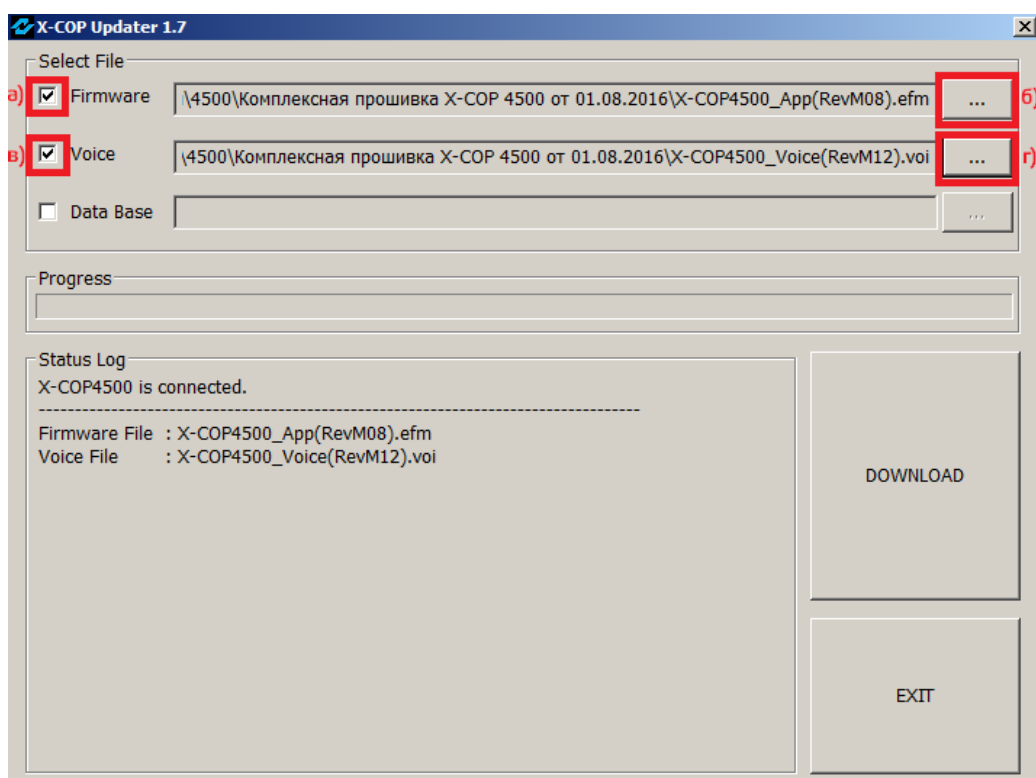 X-COP Updater 1.7
Select File
а) Firmware \4500\Комплексная прошивка X-COP 4500 от 01.08.2016\X-COP4500_App(RevM08).efm ... б)
в) Voice \4500\Комплексная прошивка X-COP 4500 от 01.08.2016\X-COP4500_Voice(RevM12).voi ... г)
Data Base ...
Progress
Status Log
X-COP4500 is connected.
--------------------------------------------------------------------------------
Firmware File : X-COP4500_App(RevM08).efm
Voice File : X-COP4500_Voice(RevM12).voi
DOWNLOAD
EXIT